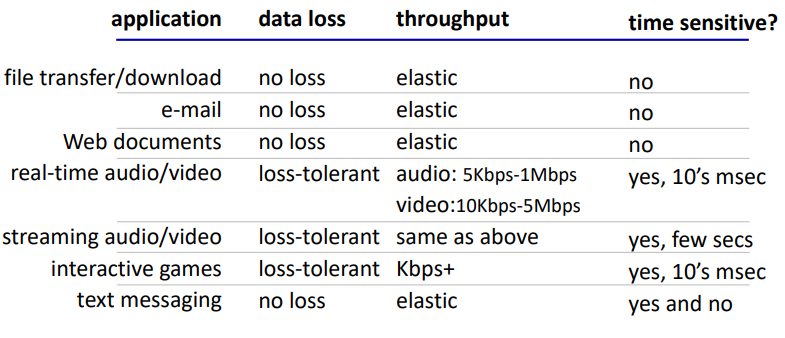 application data loss throughput time sensitive?
file transfer/download no loss elastic no
e-mail no loss elastic no
Web documents no loss elastic no
real-time audio/video loss-tolerant audio: 5Kbps-1Mbps yes, 10's msec
video:10Kbps-5Mbps
streaming audio/video loss-tolerant same as above yes, few secs
interactive games loss-tolerant Kbps+ yes, 10's msec
text messaging no loss elastic yes and no